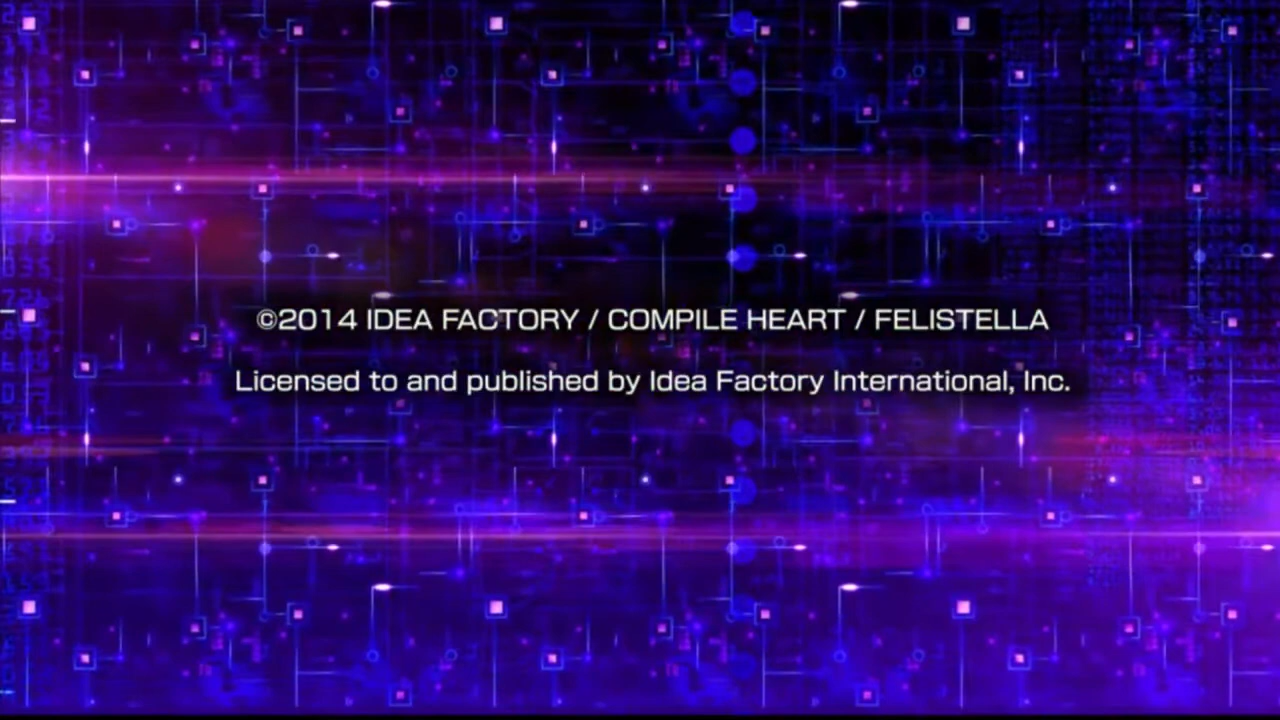 ©2014 IDEA FACTORY / COMPILE HEART / FELISTELLA
Licensed to and published by Idea Factory International, Inc.